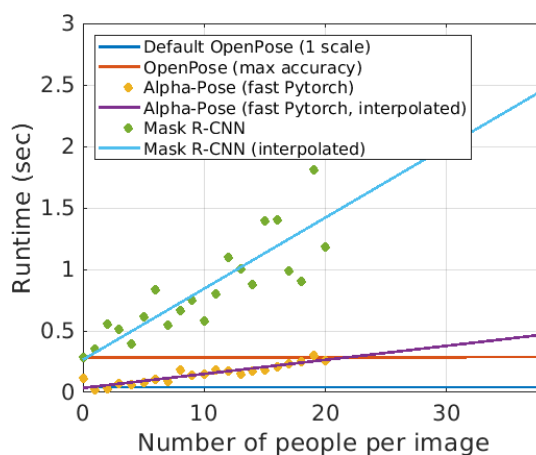 3
2.5
2
1.5
1
0.5
0
Runtime (sec)
Default OpenPose (1 scale)
OpenPose (max accuracy)
Alpha-Pose (fast Pytorch)
Alpha-Pose (fast Pytorch, interpolated)
Mask R-CNN
Mask R-CNN (interpolated)
0 10 20 30
Number of people per image